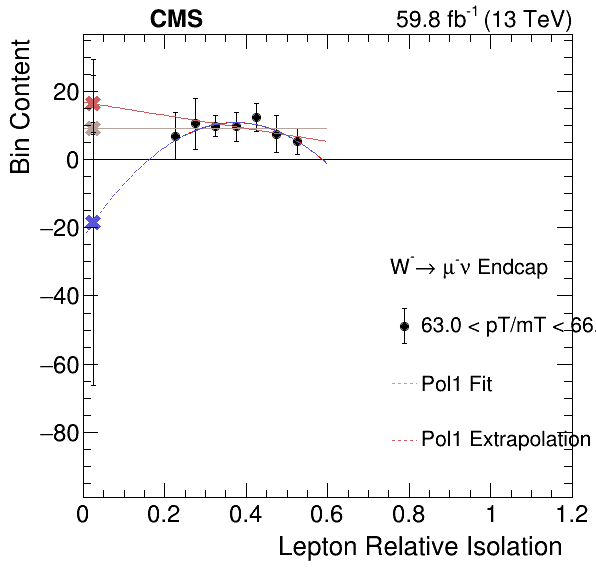 CMS 59.8 fb⁻¹ (13 TeV)
Bin Content
20
0
−20
−40
−60
−80
W⁻→ μ⁻ν Endcap
63.0 < pT/mT < 66.
Pol1 Fit
Pol1 Extrapolation
0 0.2 0.4 0.6 0.8 1 1.2
Lepton Relative Isolation